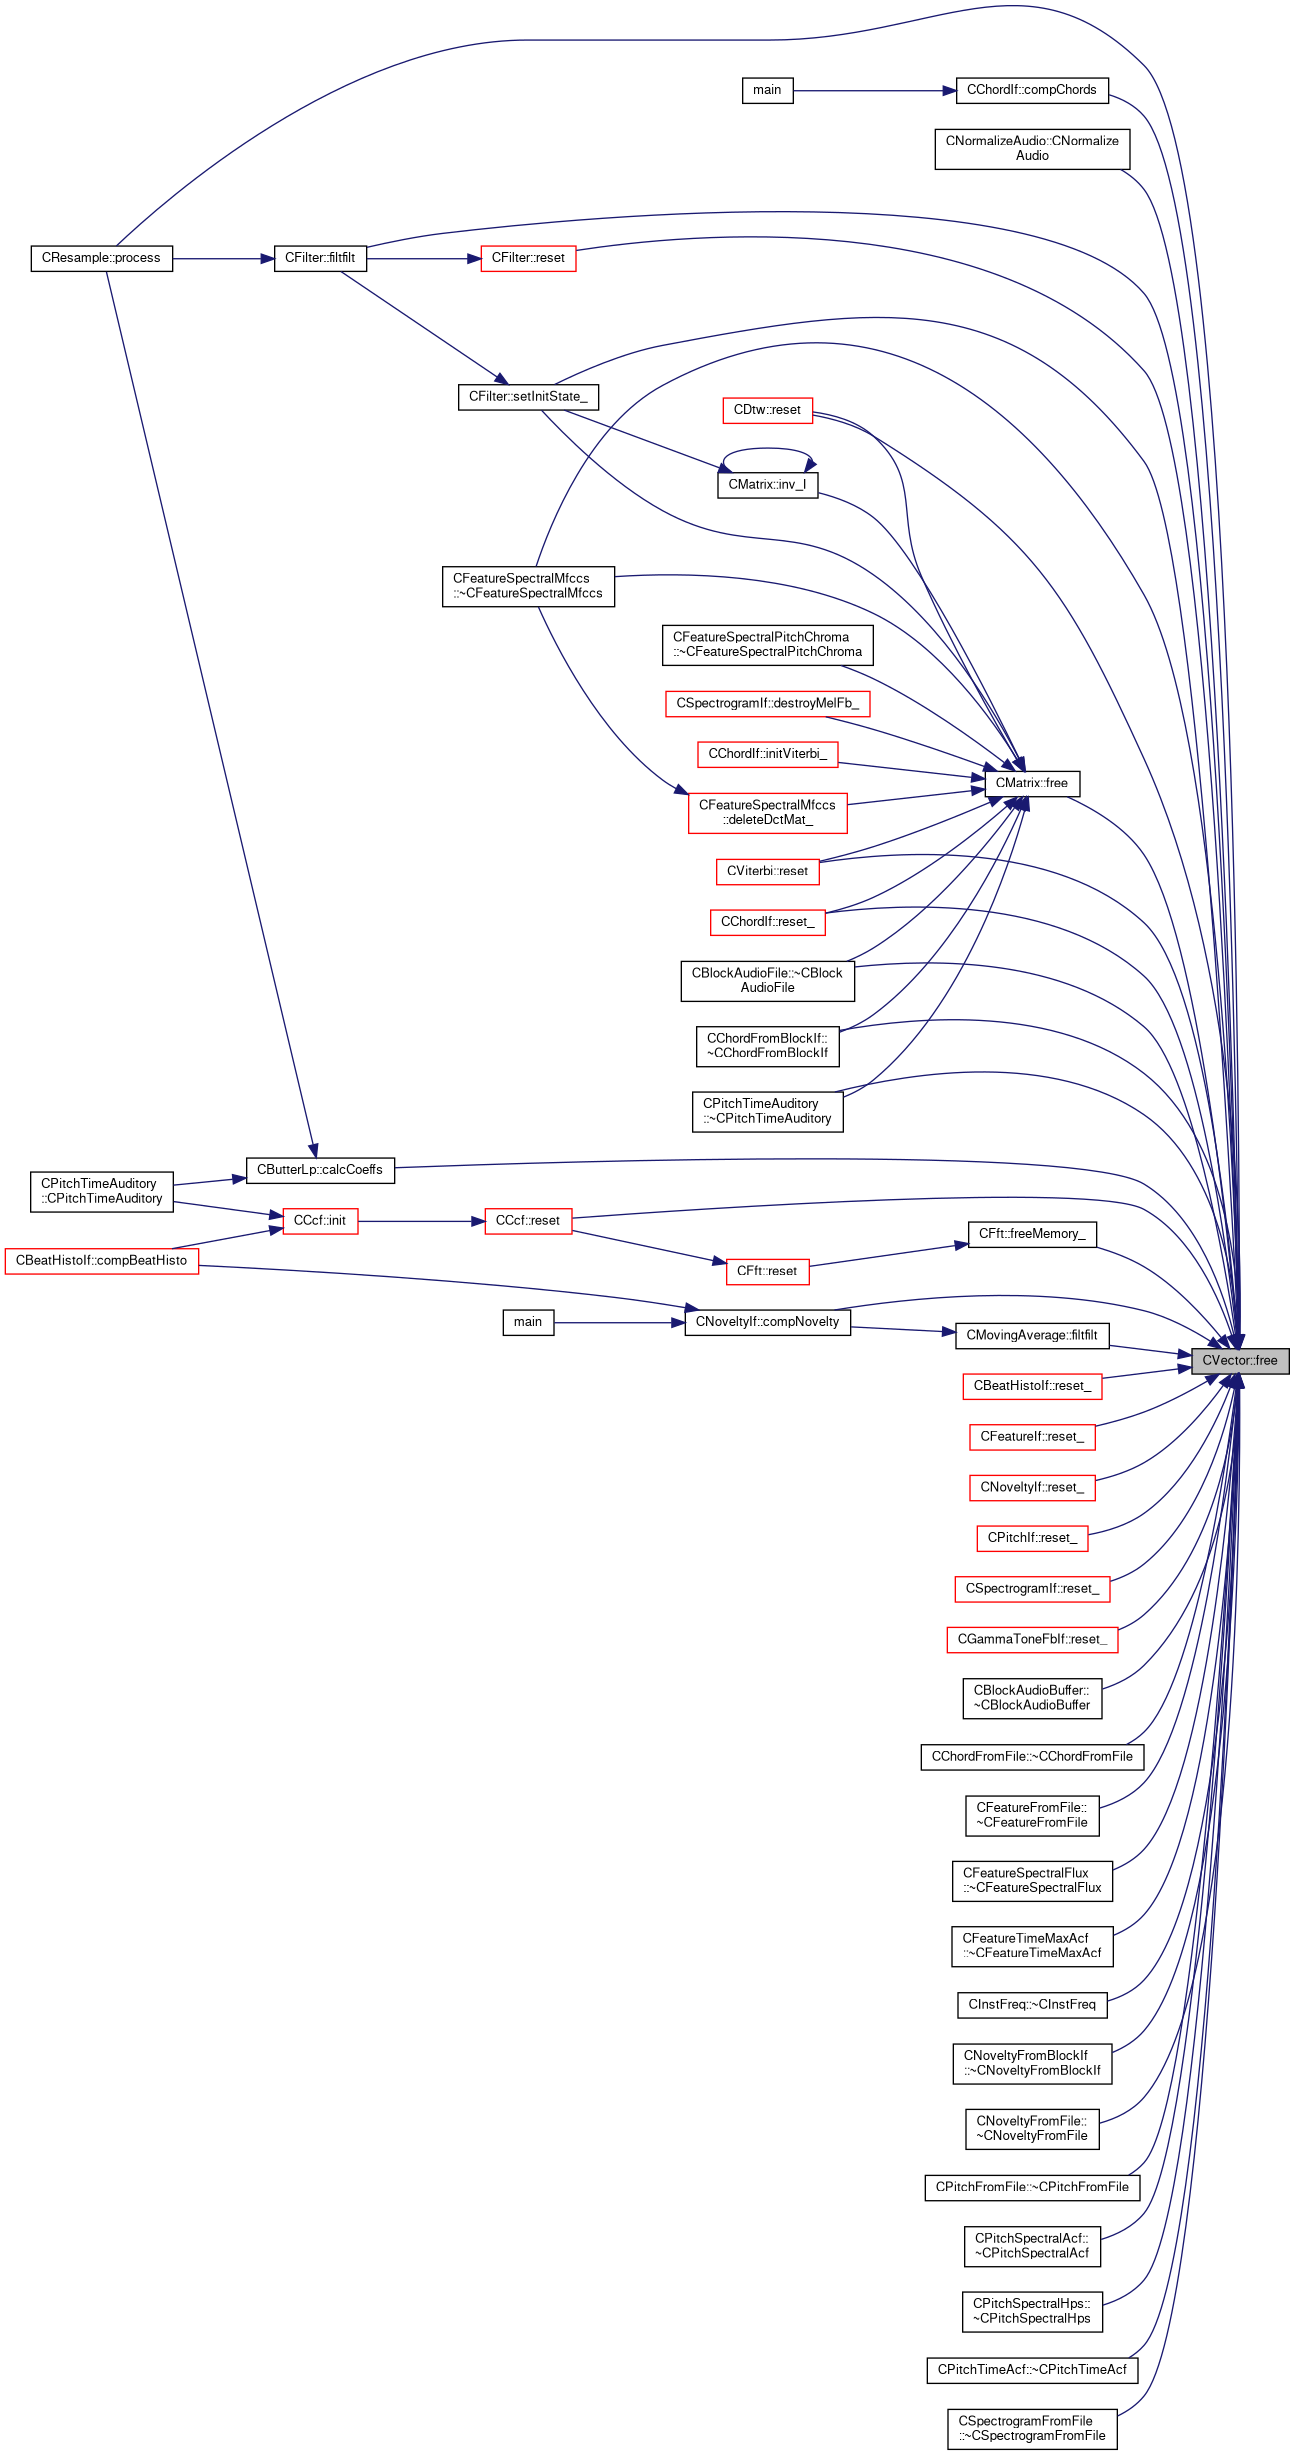 main
CChordIf::compChords
CNormalizeAudio::CNormalize
Audio
CResample::process
CFilter::filtfilt
CFilter::reset
CFilter::setInitState_
CDtw::reset
CMatrix::inv_I
CFeatureSpectralMfccs
::~CFeatureSpectralMfccs
CFeatureSpectralPitchChroma
::~CFeatureSpectralPitchChroma
CSpectrogramIf::destroyMelFb_
CChordIf::initViterbi_
CMatrix::free
CFeatureSpectralMfccs
::deleteDctMat_
CViterbi::reset
CChordIf::reset_
CBlockAudioFile::~CBlock
AudioFile
CChordFromBlockIf::
~CChordFromBlockIf
CPitchTimeAuditory
::~CPitchTimeAuditory
CButterLp::calcCoeffs
CPitchTimeAuditory
::CPitchTimeAuditory
CCcf::init
CCcf::reset
CFft::freeMemory_
CBeatHistoIf::compBeatHisto
CFft::reset
main
CNoveltyIf::compNovelty
CMovingAverage::filtfilt
CVector::free
CBeatHistoIf::reset_
CFeatureIf::reset_
CNoveltyIf::reset_
CPitchIf::reset_
CSpectrogramIf::reset_
CGammaToneFbIf::reset_
CBlockAudioBuffer::
~CBlockAudioBuffer
CChordFromFile::~CChordFromFile
CFeatureFromFile::
~CFeatureFromFile
CFeatureSpectralFlux
::~CFeatureSpectralFlux
CFeatureTimeMaxAcf
::~CFeatureTimeMaxAcf
CInstFreq::~CInstFreq
CNoveltyFromBlockIf
::~CNoveltyFromBlockIf
CNoveltyFromFile::
~CNoveltyFromFile
CPitchFromFile::~CPitchFromFile
CPitchSpectralAcf::
~CPitchSpectralAcf
CPitchSpectralHps::
~CPitchSpectralHps
CPitchTimeAcf::~CPitchTimeAcf
CSpectrogramFromFile
::~CSpectrogramFromFile